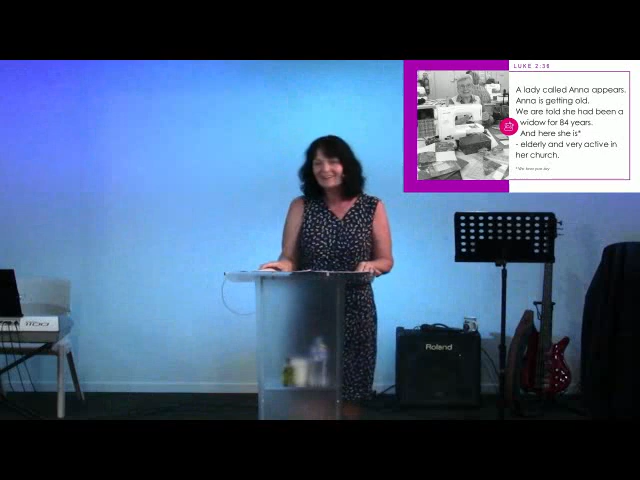 LUKE 2:38
A lady called Anna appears.
Anna is getting old.
We are told she had been a
widow for 84 years.
And here she is*
- elderly and very active in
her church.
Roland